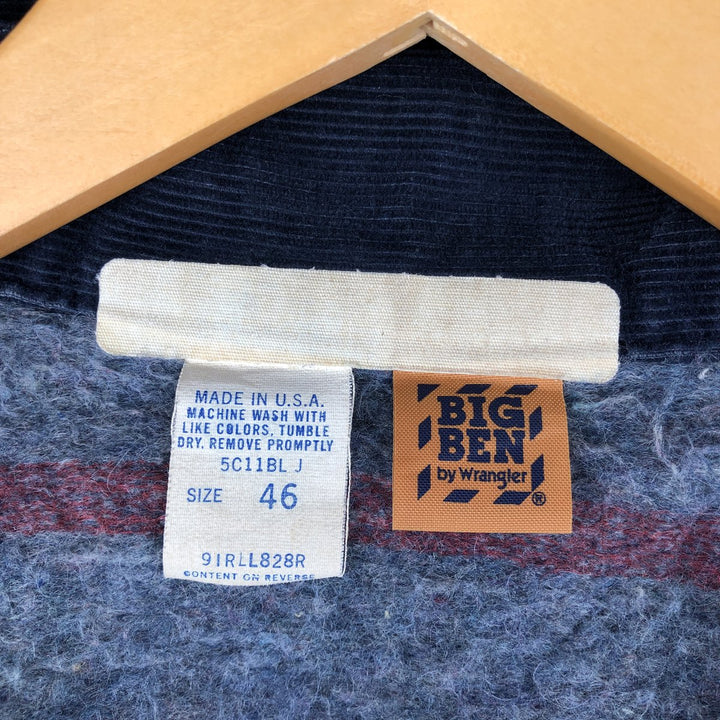 MADE IN U.S.A.
MACHINE WASH WITH
LIKE COLORS. TUMBLE
DRY. REMOVE PROMPTLY
5C11BL J
SIZE 46
91RLL828R
CONTENT ON REVERSE
BIG
BEN
by Wrangler
®